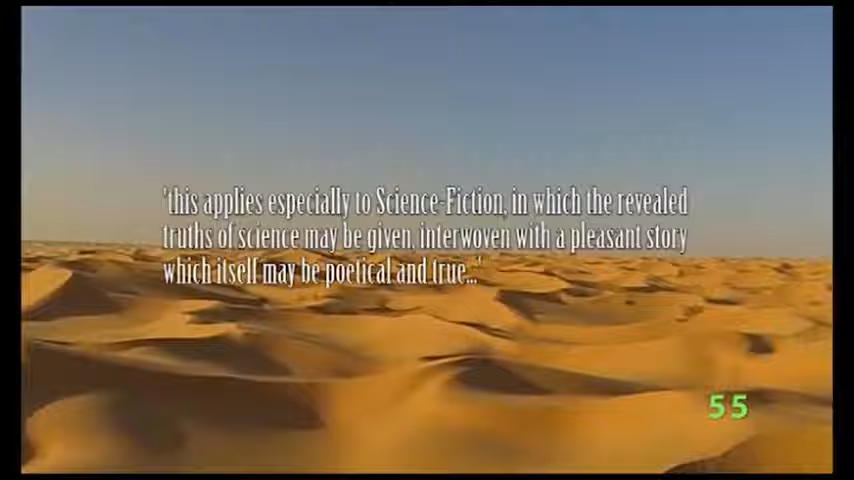 'this applies especially to Science-Fiction, in which the revealed
truths of science may be given, interwoven with a pleasant story
which itself may be poetical and true...'
55